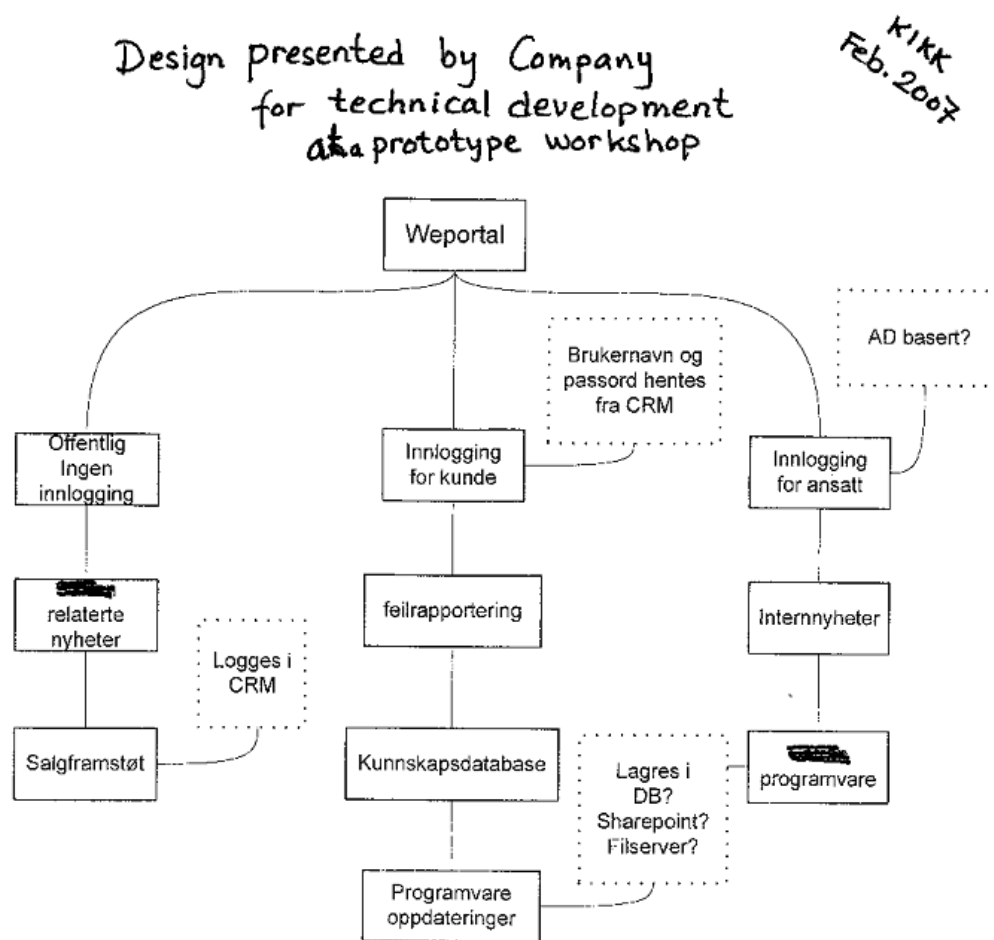 Design presented by Company
for technical development
at a prototype workshop
KIKK
Feb. 2007
Weportal
AD basert?
Brukernavn og
passord hentes
fra CRM
Offentlig
Ingen
innlogging
Innlogging
for kunde
Innlogging
for ansatt
relaterte
nyheter
feilrapportering
Internnyheter
Logges i
CRM
Salgframstøt
Kunnskapsdatabase
Lagres i
DB?
Sharepoint?
Filserver?
programvare
Programvare
oppdateringer